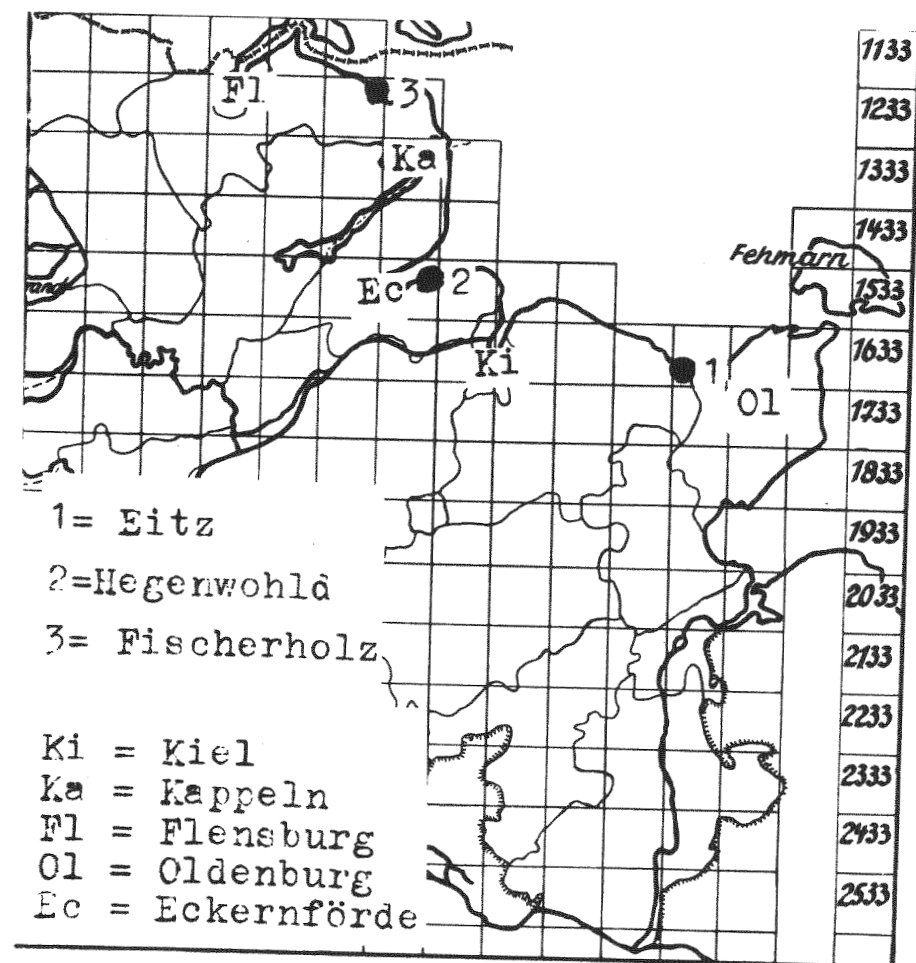 1133
Fl
3
1233
Ka
1333
1433
Fehmarn
Ec
2
1533
Ki
1
1633
Ol
1733
1833
1= Eitz
1933
2=Hegenwohld
2033
3= Fischerholz
2133
2233
Ki = Kiel
2333
Ka = Kappeln
Fl = Flensburg
2433
Ol = Oldenburg
2533
Ec = Eckernförde